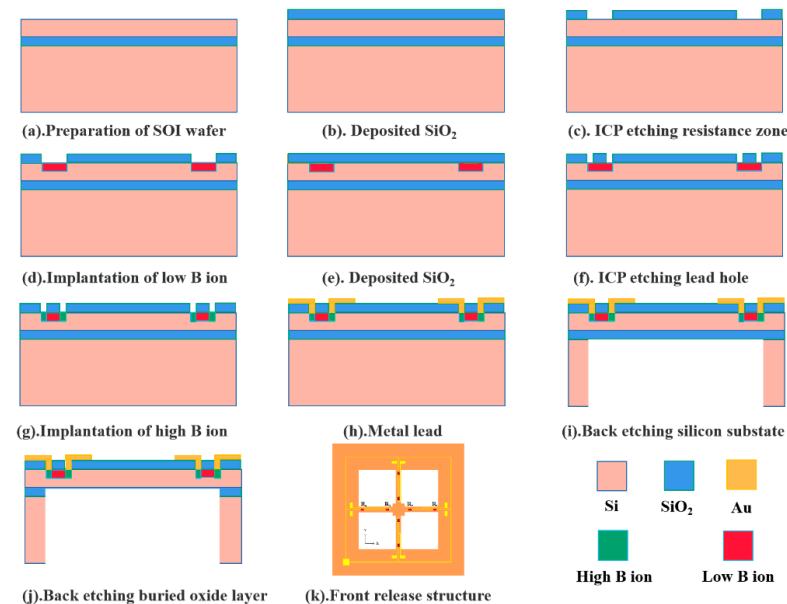 (a).Preparation of SOI wafer
(b). Deposited SiO₂
(c). ICP etching resistance zone
(d).Implantation of low B ion
(e). Deposited SiO₂
(f). ICP etching lead hole
(g).Implantation of high B ion
(h).Metal lead
(i).Back etching silicon substrate
Si
SiO₂
Au
High B ion
Low B ion
(j).Back etching buried oxide layer
(k).Front release structure